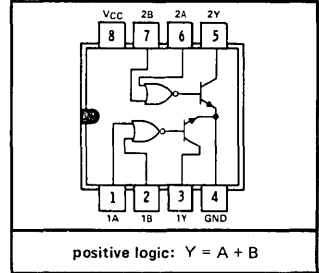 VCC 2B 2A 2Y
8 7 6 5
1 2 3 4
1A 1B 1Y GND
positive logic: Y = A + B